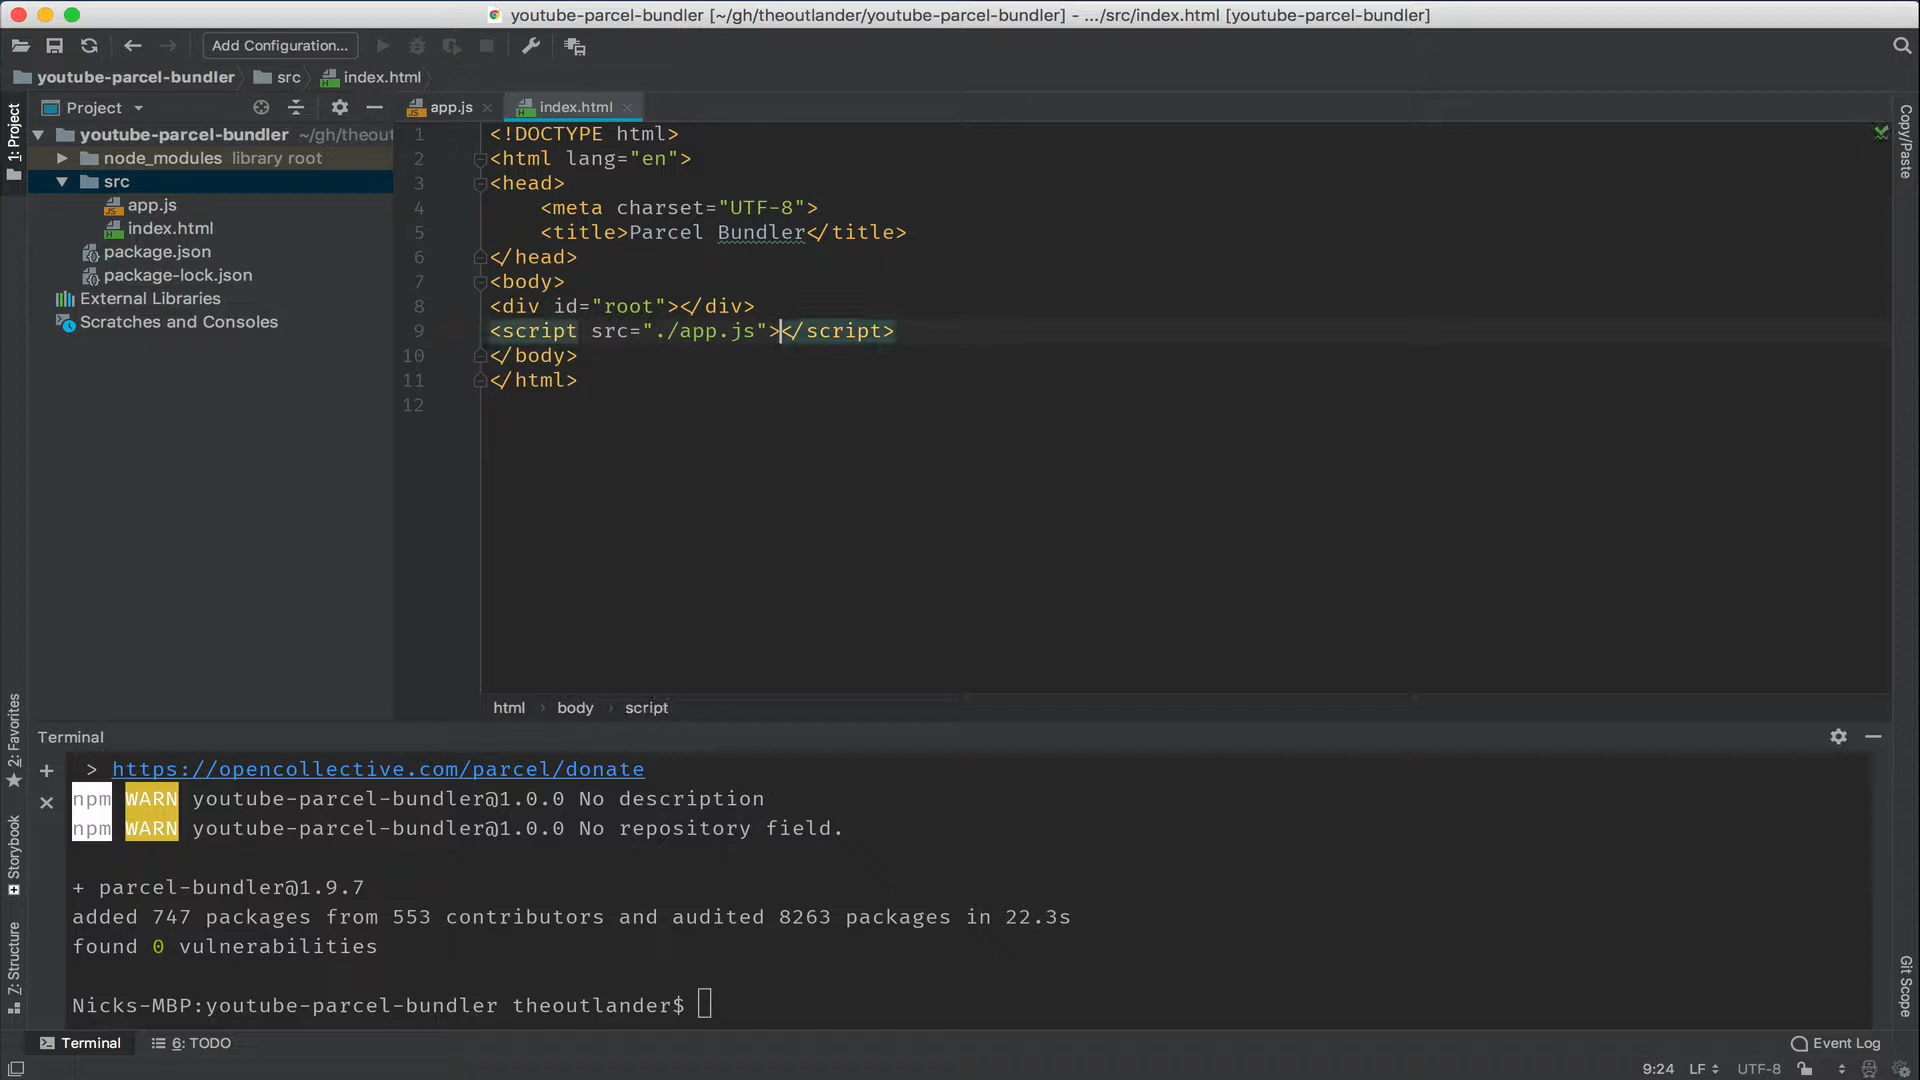 youtube-parcel-bundler [~/gh/theoutlander/youtube-parcel-bundler] - .../src/index.html [youtube-parcel-bundler]
Add Configuration...
youtube-parcel-bundler src index.html
Project
app.js
index.html
1: Project
youtube-parcel-bundler ~/gh/theout
node_modules library root
src
app.js
index.html
package.json
package-lock.json
External Libraries
Scratches and Consoles
1 <!DOCTYPE html>
2 <html lang="en">
3 <head>
4 <meta charset="UTF-8">
5 <title>Parcel Bundler</title>
6 </head>
7 <body>
8 <div id="root"></div>
9 <script src="./app.js"></script>
10 </body>
11 </html>
12
Copy/Paste
html › body › script
2: Favorites
Storybook
7: Structure
Terminal
> https://opencollective.com/parcel/donate
npm WARN youtube-parcel-bundler@1.0.0 No description
npm WARN youtube-parcel-bundler@1.0.0 No repository field.
+ parcel-bundler@1.9.7
added 747 packages from 553 contributors and audited 8263 packages in 22.3s
found 0 vulnerabilities
Nicks-MBP:youtube-parcel-bundler theoutlander$
Git Scope
Terminal
6: TODO
Event Log
9:24 LF UTF-8